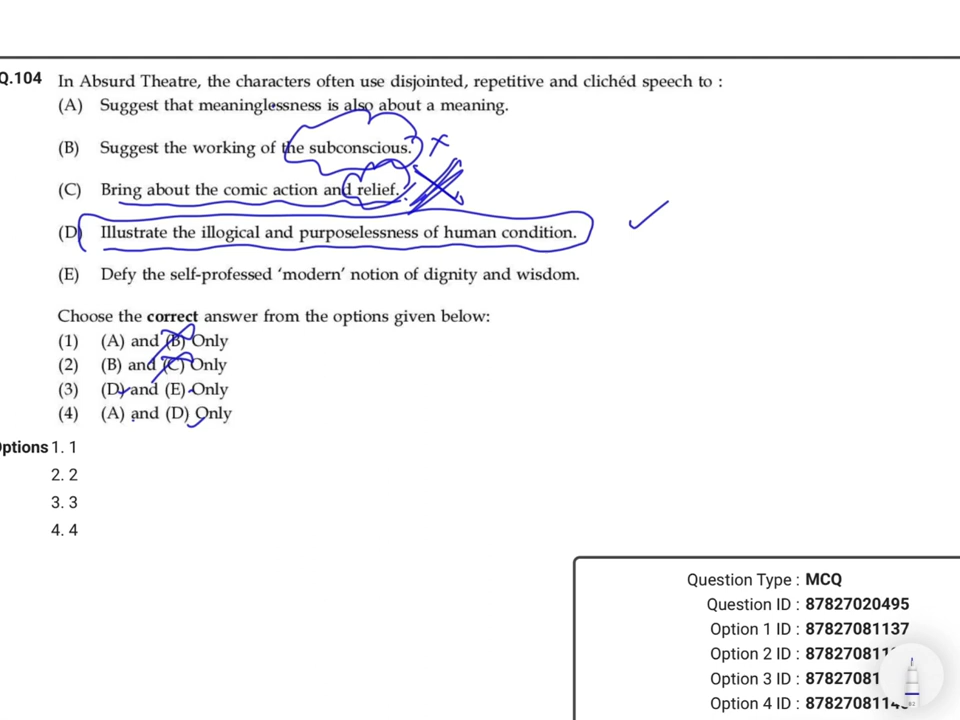 Q.104 In Absurd Theatre, the characters often use disjointed, repetitive and clichéd speech to :
(A) Suggest that meaninglessness is also about a meaning.
(B) Suggest the working of the subconscious.
(C) Bring about the comic action and relief.
(D) Illustrate the illogical and purposelessness of human condition.
(E) Defy the self-professed 'modern' notion of dignity and wisdom.
Choose the correct answer from the options given below:
(1) (A) and (B) Only
(2) (B) and (C) Only
(3) (D) and (E) Only
(4) (A) and (D) Only
Options 1. 1
2. 2
3. 3
4. 4
Question Type : MCQ
Question ID : 87827020495
Option 1 ID : 87827081137
Option 2 ID :
Option 3 ID :
Option 4 ID :